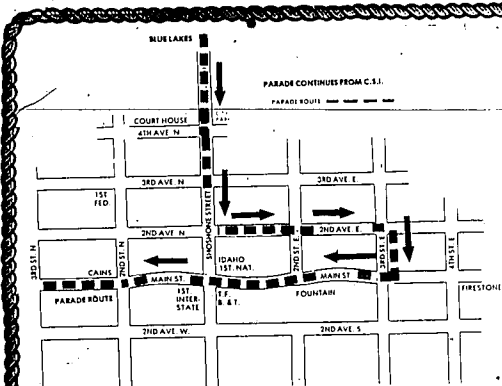 BLUE LAKES
PARADE CONTINUES FROM C.S.I.
PARADE ROUTE
COURT HOUSE
CITY
PARK
4TH AVE. N
3RD AVE. N
3RD AVE. E.
1ST
FED.
SHOSHONE STREET
2ND AVE. N
2ND AVE. E.
3RD ST. N
2ND ST. N
2ND ST. E.
3RD ST. E.
4TH ST. E
IDAHO
1ST. NAT.
CAINS
MAIN ST.
MAIN ST.
PARADE ROUTE
1ST.
INTER-
STATE
T.F.
B. & T.
FOUNTAIN
FIRESTONE
2ND AVE. W.
2ND AVE. S